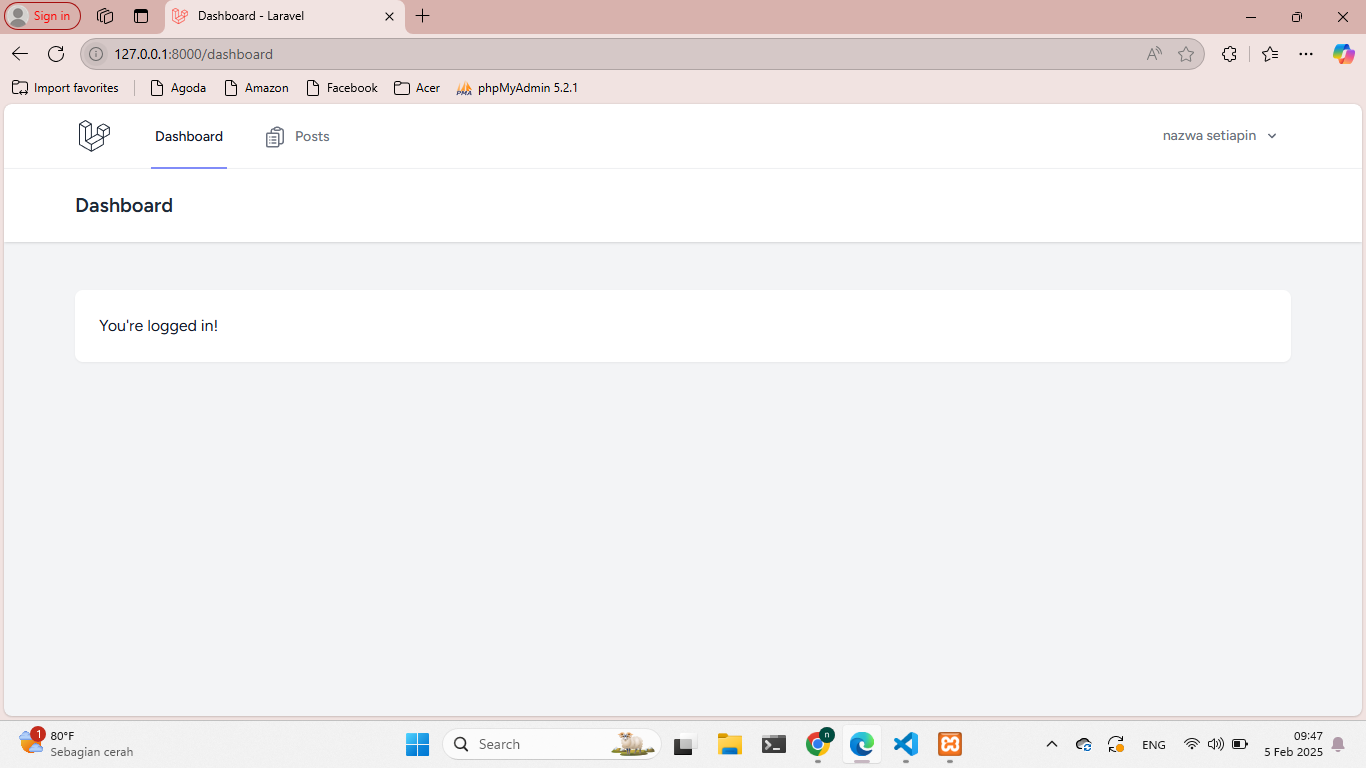 Sign in
Dashboard - Laravel
127.0.0.1:8000/dashboard
Import favorites Agoda Amazon Facebook Acer phpMyAdmin 5.2.1
Dashboard Posts nazwa setiapin
Dashboard
You're logged in!
1
80°F
Sebagian cerah
Search
n
ENG
09:47
5 Feb 2025